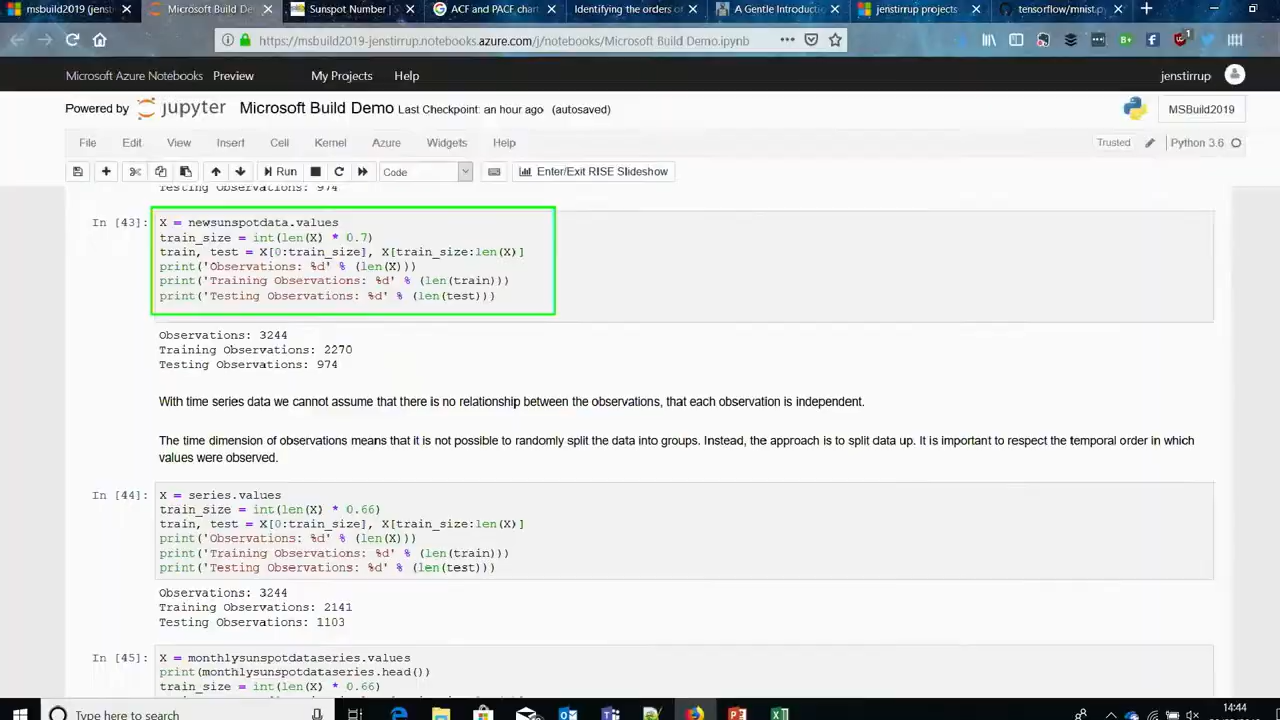 msbuild2019 (jenst
Microsoft Build De
Sunspot Number | S
ACF and PACF char
Identifying the orders o
A Gentle Introductio
jenstirrup projects
tensorflow/mnist.p
https://msbuild2019-jenstirrup.notebooks.azure.com/j/notebooks/Microsoft Build Demo.ipynb
Microsoft Azure Notebooks Preview My Projects Help jenstirrup
Powered by jupyter Microsoft Build Demo Last Checkpoint: an hour ago (autosaved) MSBuild2019
File Edit View Insert Cell Kernel Azure Widgets Help Trusted Python 3.6
Run Code Enter/Exit RISE Slideshow
Testing Observations: 974
In [43]: X = newsunspotdata.values
train_size = int(len(X) * 0.7)
train, test = X[0:train_size], X[train_size:len(X)]
print('Observations: %d' % (len(X)))
print('Training Observations: %d' % (len(train)))
print('Testing Observations: %d' % (len(test)))
Observations: 3244
Training Observations: 2270
Testing Observations: 974
With time series data we cannot assume that there is no relationship between the observations, that each observation is independent.
The time dimension of observations means that it is not possible to randomly split the data into groups. Instead, the approach is to split data up. It is important to respect the temporal order in which
values were observed.
In [44]: X = series.values
train_size = int(len(X) * 0.66)
train, test = X[0:train_size], X[train_size:len(X)]
print('Observations: %d' % (len(X)))
print('Training Observations: %d' % (len(train)))
print('Testing Observations: %d' % (len(test)))
Observations: 3244
Training Observations: 2141
Testing Observations: 1103
In [45]: X = monthlysunspotdataseries.values
print(monthlysunspotdataseries.head())
train_size = int(len(X) * 0.66)
Type here to search
14:44